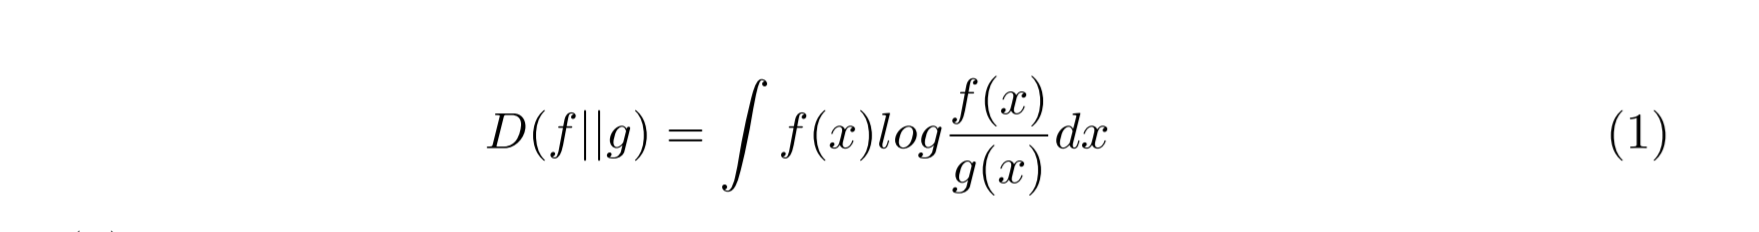 D(f||g) = ∫ f(x)log f(x)/g(x) dx (1)